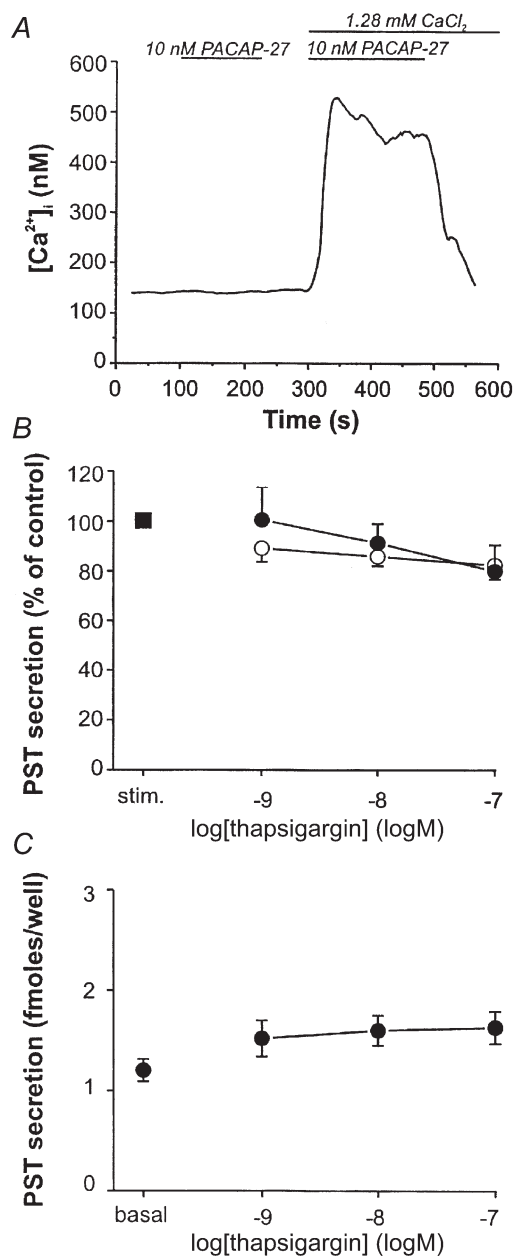 A
1.28 mM CaCl₂
10 nM PACAP-27 10 nM PACAP-27
600
500
400
300
200
100
0
[Ca²⁺]ᵢ (nM)
0 100 200 300 400 500 600
Time (s)
B
120
100
80
60
40
20
0
PST secretion (% of control)
stim. -9 -8 -7
log[thapsigargin] (logM)
C
3
2
1
0
PST secretion (fmoles/well)
basal -9 -8 -7
log[thapsigargin] (logM)